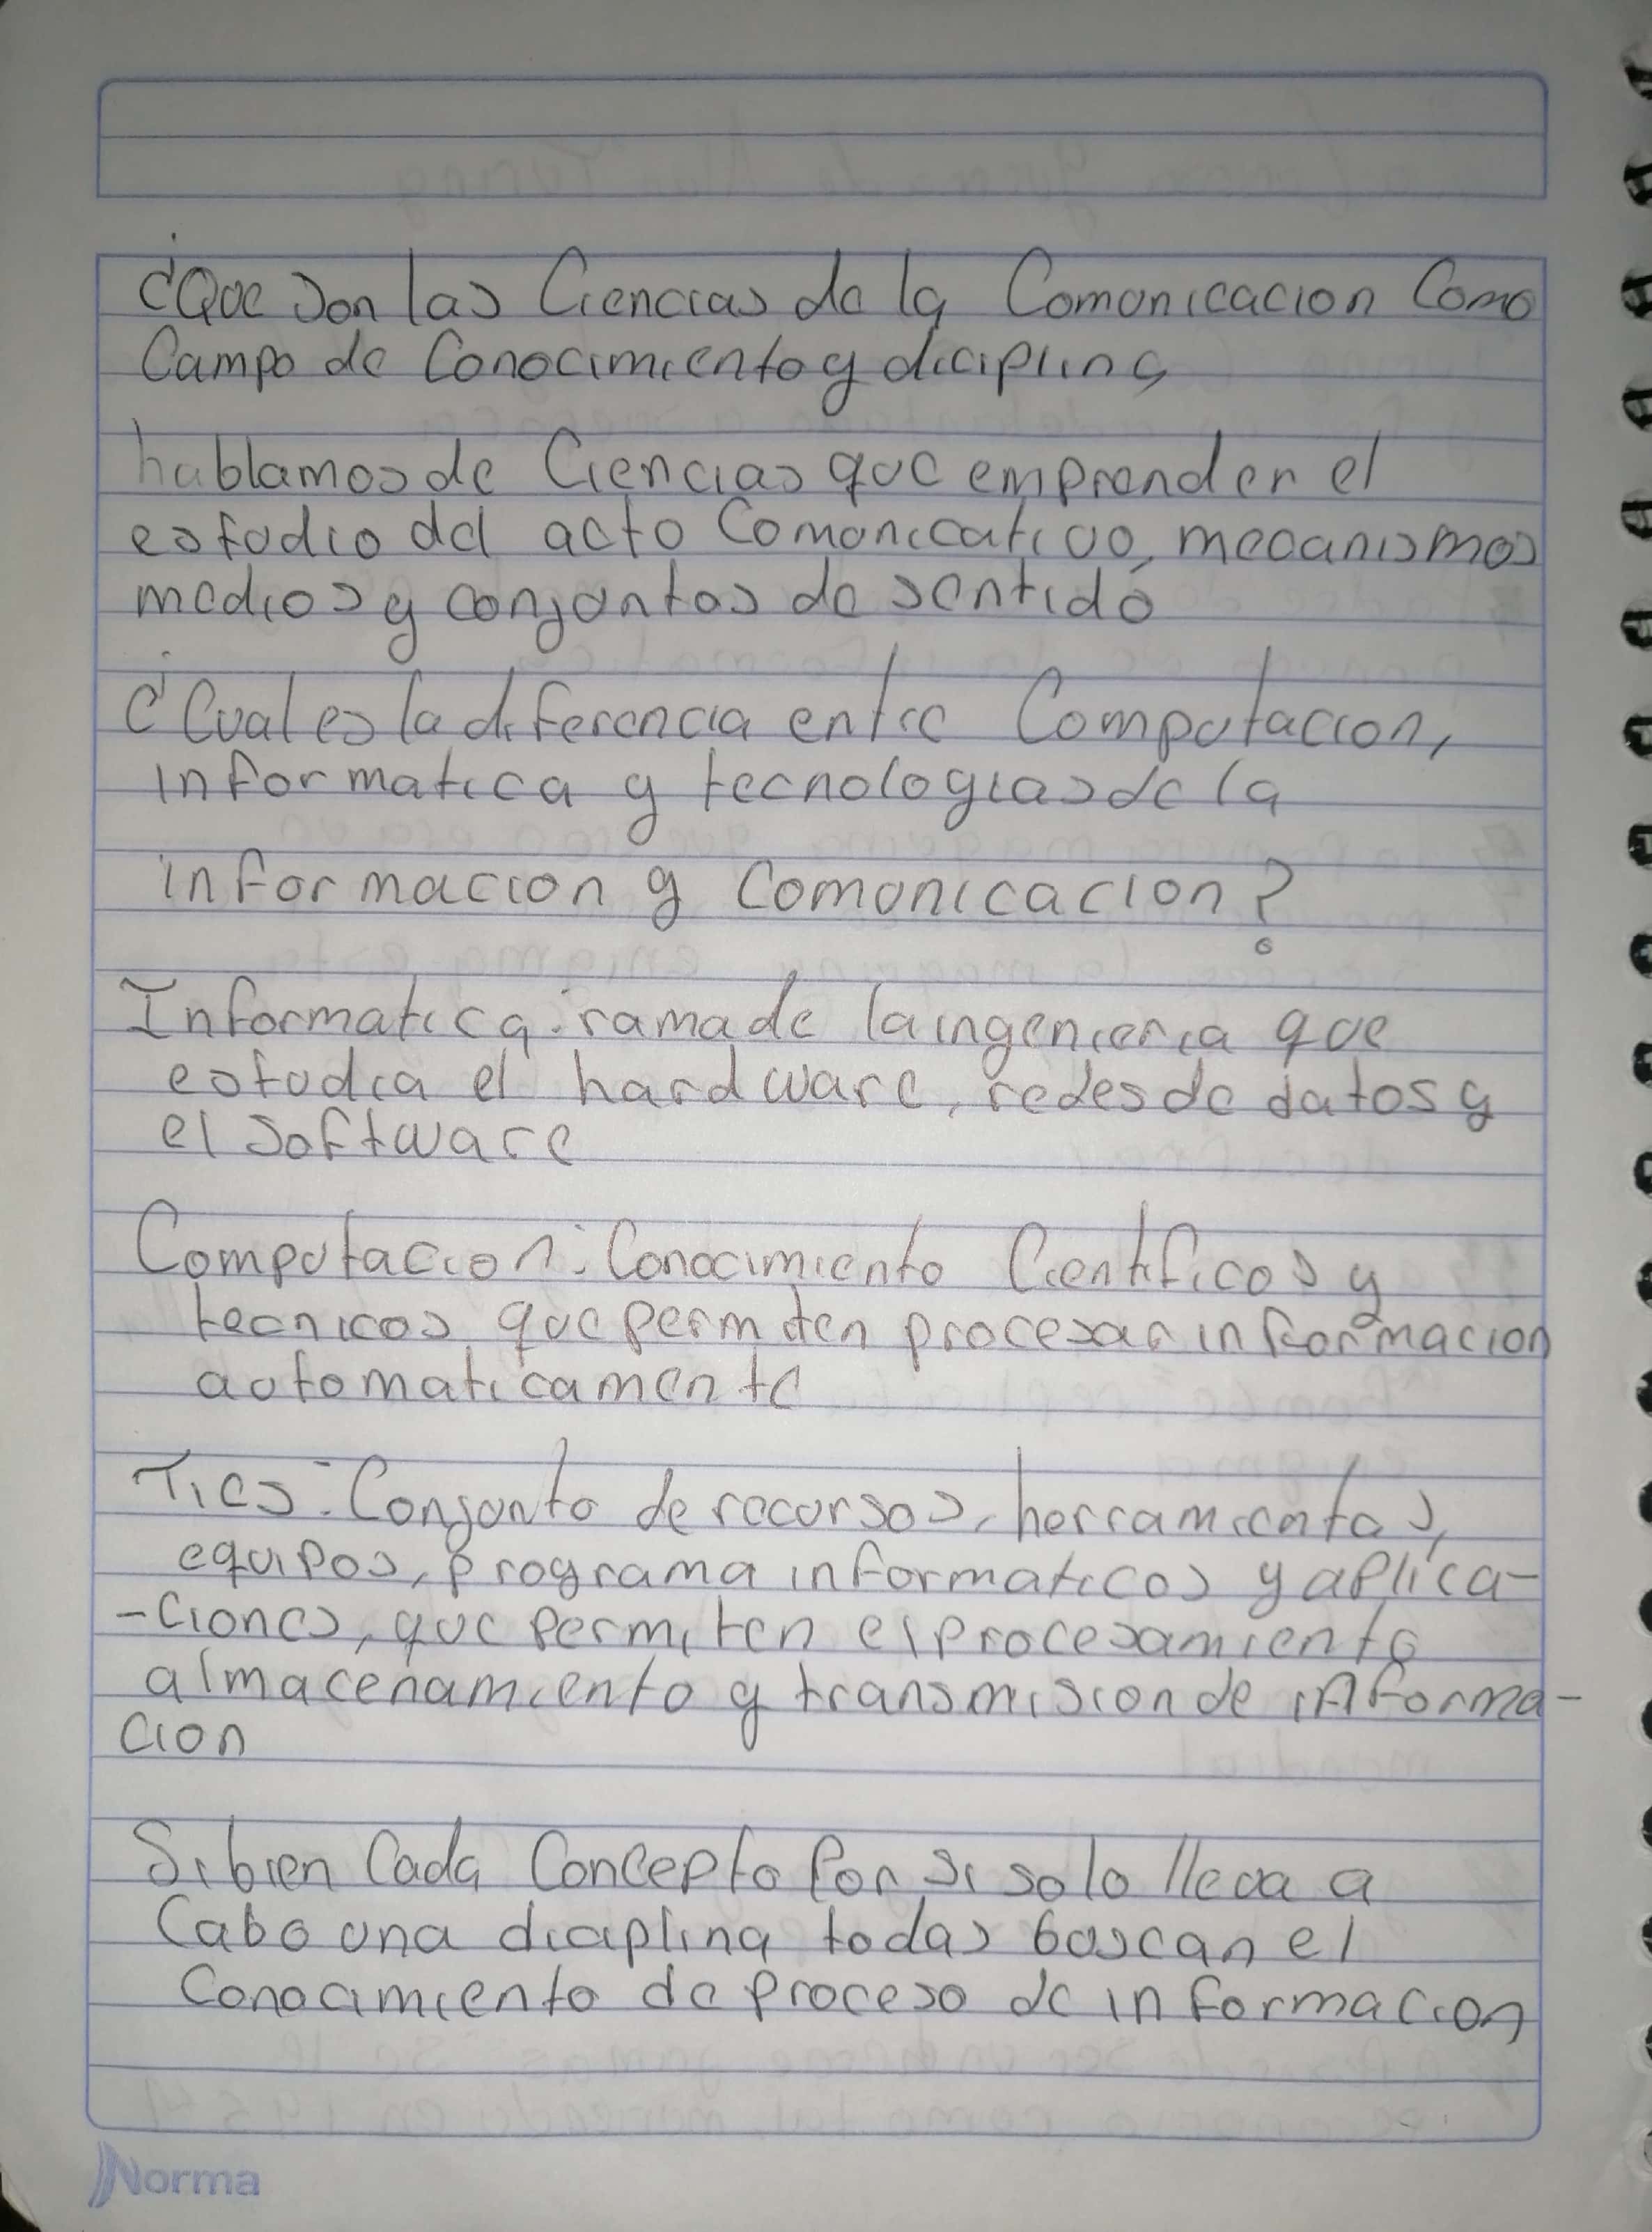 ¿Que son las Ciencias de la Comunicacion Como
Campo de Conocimiento y diciplina
hablamos de Ciencias que emprenden el
estudio del acto Comunicativo, mecanismos
medios y conjuntos de sentido
¿Cual es la diferencia entre Computacion,
informatica y tecnologias de la
informacion y Comunicacion?
Informatica: rama de la ingenieria que
estudia el hardware, redes de datos y
el software
Computacion: Conocimiento Cientificos y
tecnicos que permiten procesar informacion
automaticamente
Tics: Conjunto de recursos, herramientas,
equipos, programa informaticos y aplica-
-ciones, que permiten el procesamiento
almacenamiento y transmision de informa-
cion
Si bien Cada Concepto Por si solo lleva a
Cabo una diciplina todas buscan el
Conocimiento de proceso de informacion
Norma